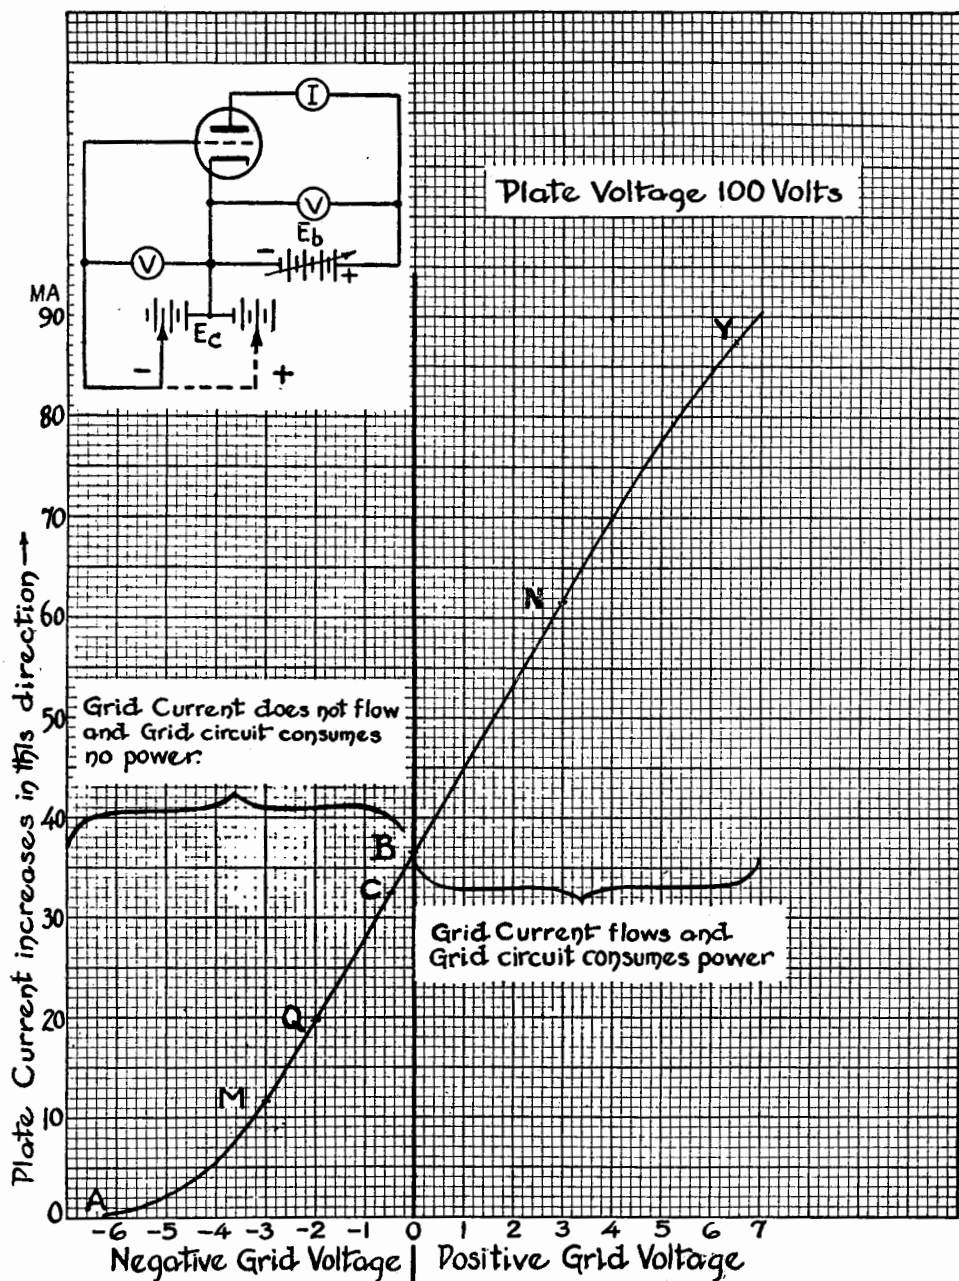 I
V
Eb
- +
V
Ec
- +
Plate Voltage 100 Volts
MA
90
80
70
60
50
40
30
20
10
0
Plate Current increases in this direction →
Y
N
Grid Current does not flow
and Grid circuit consumes
no power.
B
C
Grid Current flows and
Grid circuit consumes power
Q
M
A
-6 -5 -4 -3 -2 -1 0 1 2 3 4 5 6 7
Negative Grid Voltage Positive Grid Voltage